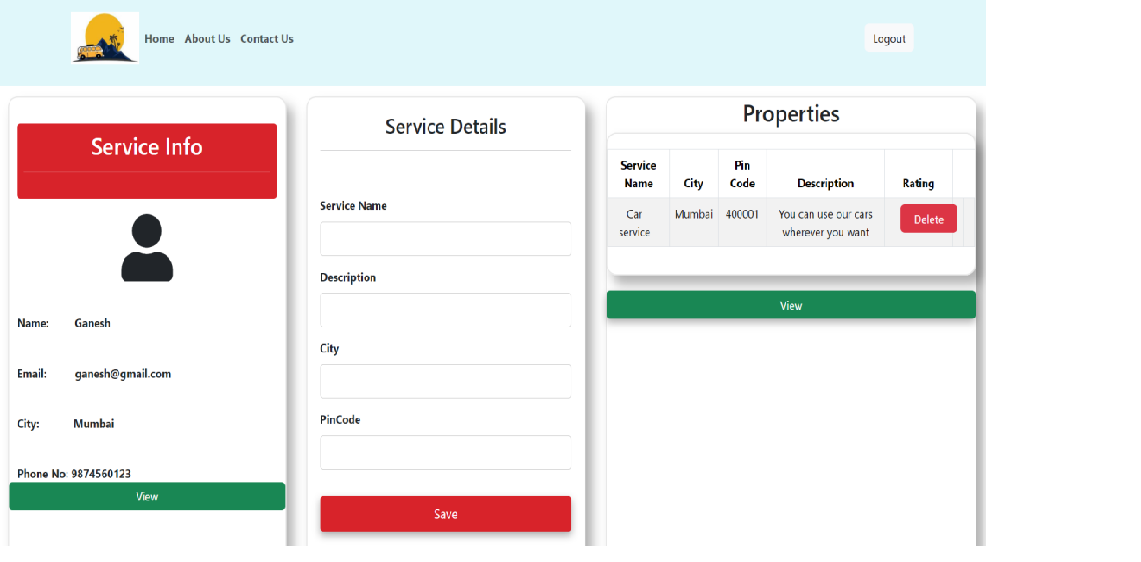 Home About Us Contact Us
Logout
Service Info
Name: Ganesh
Email: ganesh@gmail.com
City: Mumbai
Phone No: 9874560123
View
Service Details
Service Name
Description
City
PinCode
Save
Properties
Service Name City Pin Code Description Rating
Car service Mumbai 400001 You can use our cars wherever you want Delete
View